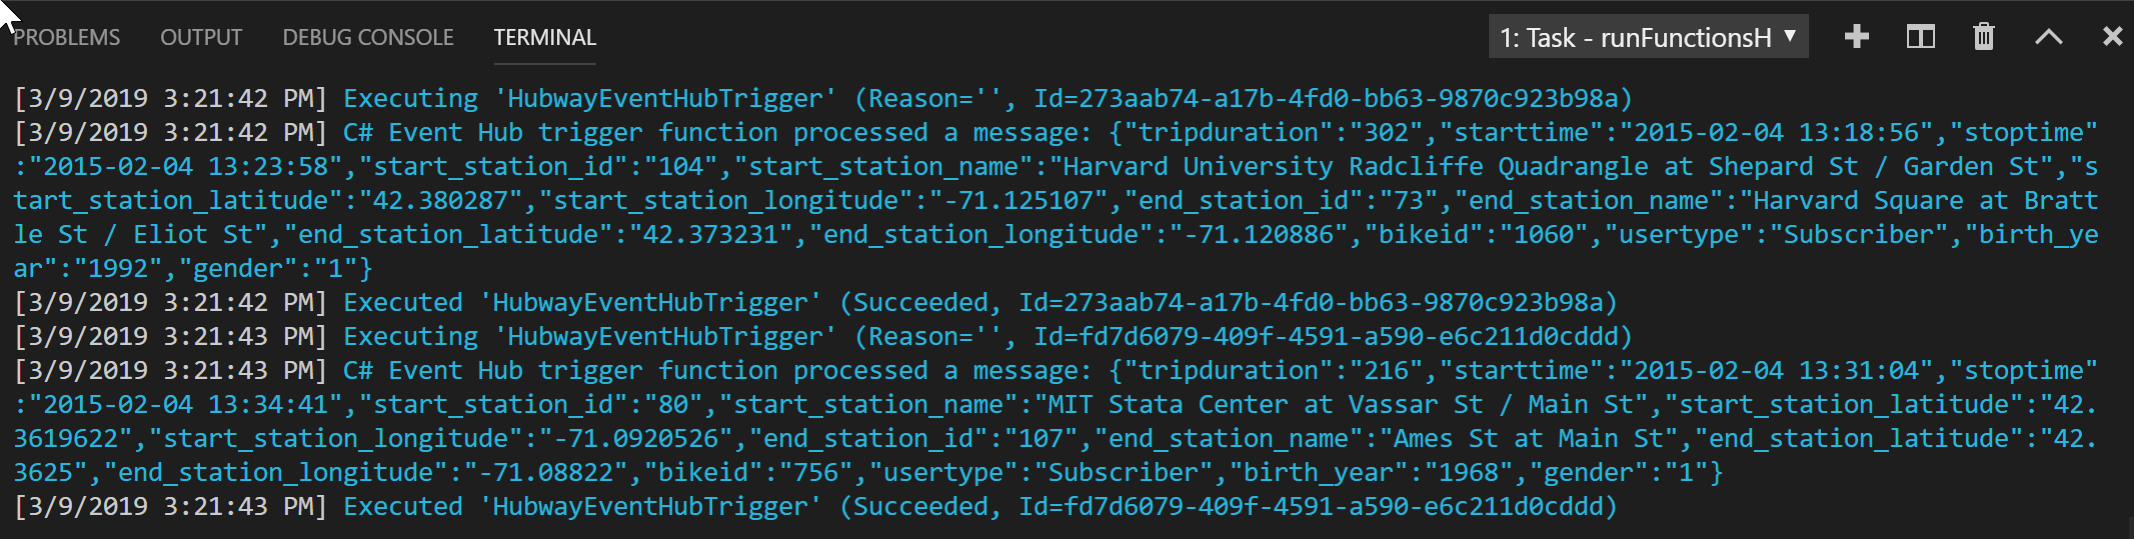 PROBLEMS OUTPUT DEBUG CONSOLE TERMINAL 1: Task - runFunctionsH
[3/9/2019 3:21:42 PM] Executing 'HubwayEventHubTrigger' (Reason='', Id=273aab74-a17b-4fd0-bb63-9870c923b98a)
[3/9/2019 3:21:42 PM] C# Event Hub trigger function processed a message: {"tripduration":"302","starttime":"2015-02-04 13:18:56","stoptime"
:"2015-02-04 13:23:58","start_station_id":"104","start_station_name":"Harvard University Radcliffe Quadrangle at Shepard St / Garden St","s
tart_station_latitude":"42.380287","start_station_longitude":"-71.125107","end_station_id":"73","end_station_name":"Harvard Square at Bratt
le St / Eliot St","end_station_latitude":"42.373231","end_station_longitude":"-71.120886","bikeid":"1060","usertype":"Subscriber","birth_ye
ar":"1992","gender":"1"}
[3/9/2019 3:21:42 PM] Executed 'HubwayEventHubTrigger' (Succeeded, Id=273aab74-a17b-4fd0-bb63-9870c923b98a)
[3/9/2019 3:21:43 PM] Executing 'HubwayEventHubTrigger' (Reason='', Id=fd7d6079-409f-4591-a590-e6c211d0cddd)
[3/9/2019 3:21:43 PM] C# Event Hub trigger function processed a message: {"tripduration":"216","starttime":"2015-02-04 13:31:04","stoptime"
:"2015-02-04 13:34:41","start_station_id":"80","start_station_name":"MIT Stata Center at Vassar St / Main St","start_station_latitude":"42.
3619622","start_station_longitude":"-71.0920526","end_station_id":"107","end_station_name":"Ames St at Main St","end_station_latitude":"42.
3625","end_station_longitude":"-71.08822","bikeid":"756","usertype":"Subscriber","birth_year":"1968","gender":"1"}
[3/9/2019 3:21:43 PM] Executed 'HubwayEventHubTrigger' (Succeeded, Id=fd7d6079-409f-4591-a590-e6c211d0cddd)